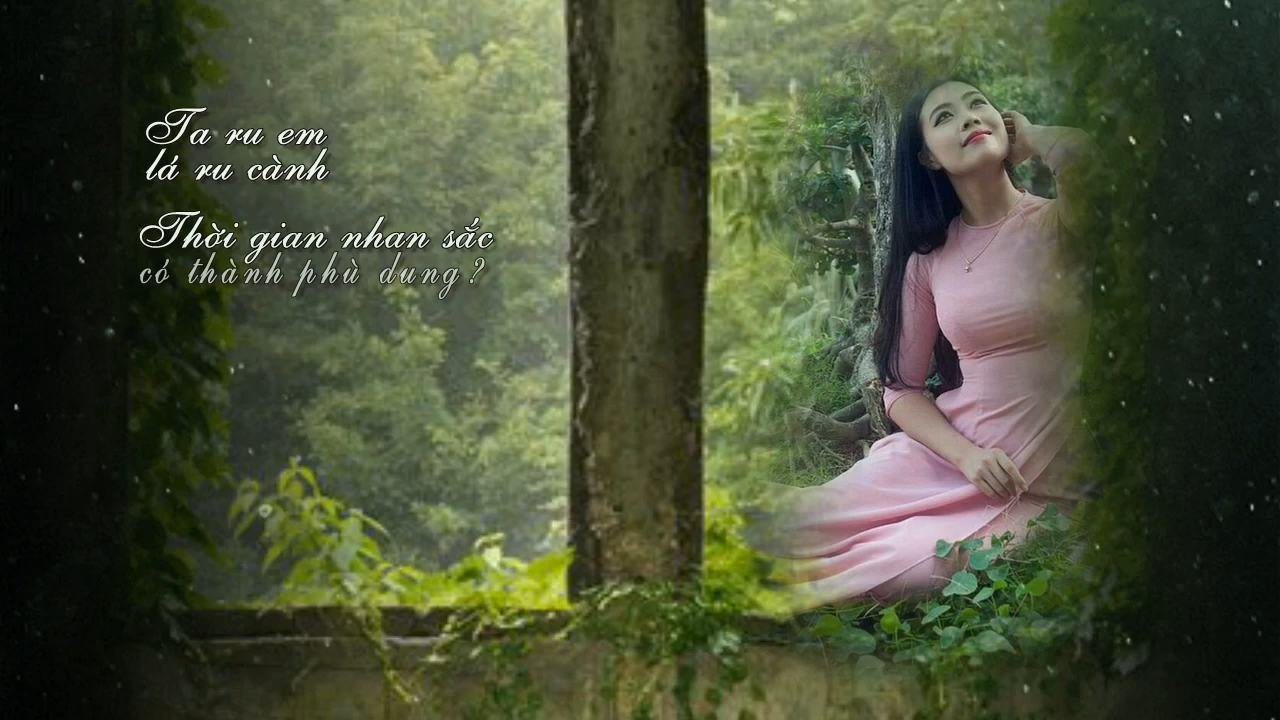 Ta ru em
lá ru cành
Thời gian nhan sắc
có thành phù dung?